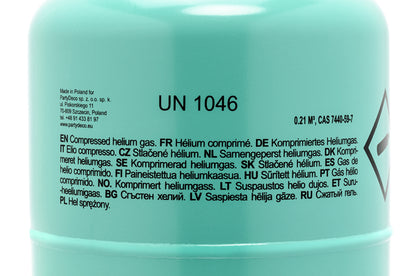 Made in Poland for
PartyDeco sp. z o.o. sp. k.
ul. Piskorskiego 11
70-809 Szczecin, Poland
tel. +48 91 433 81 97
www.partydeco.eu
UN 1046
0.21 M³, CAS 7440-59-7
EN Compressed helium gas. FR Hélium comprimé. DE Komprimiertes Heliumgas.
IT Elio compresso. CZ Stlačené hélium. NL Samengeperst heliumgas. DK Kompri-
meret heliumgas. SE Komprimerad heliumgas. SK Stlačené hélium. ES Gas de
helio comprimido. FI Paineistettua heliumkaasua. HU Sűrített hélium. PT Gás hélio
comprimido. NO. Komprimert heliumgass. LT Suspaustos helio dujos. ET Suru-
-heeliumigaas. BG Сгъстен хелий. LV Saspiesta hēlija gāze. RU Сжатый гель.
PL Hel sprężony.